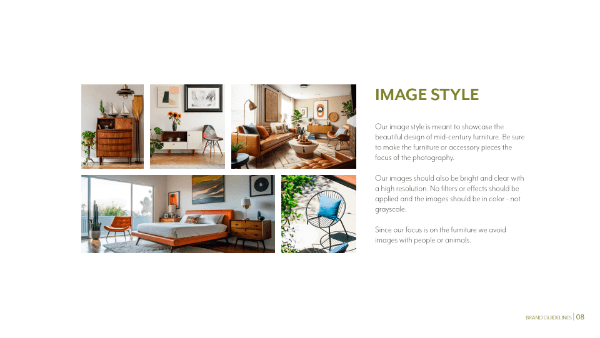 IMAGE STYLE
Our image style is meant to showcase the
beautiful design of mid-century furniture. Be sure
to make the furniture or accessory pieces the
focus of the photography.
Our images should also be bright and clear with
a high resolution. No filters or effects should be
applied and the images should be in color - not
grayscale.
Since our focus is on the furniture we avoid
images with people or animals.
BRAND GUIDELINES | 08